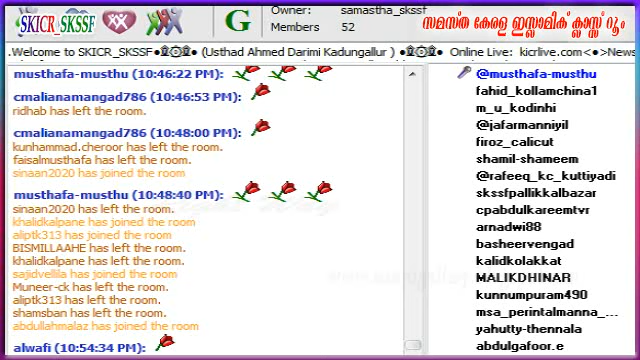 SKICR_SKSSF
G
Owner: samastha_skssf
Members 52
സമസ്ത കേരള ഇസ്ലാമിക് ക്ലാസ്സ് റൂം
.Welcome to SKICR_SKSSF (Usthad Ahmed Darimi Kadungallur ) Online Live: kicrlive.com<●>News
musthafa-musthu (10:46:22 PM):
cmalianamangad786 (10:46:53 PM):
ridhab has left the room.
cmalianamangad786 (10:48:00 PM):
kunhammad.cheroor has left the room.
faisalmusthafa has left the room.
sinaan2020 has joined the room
musthafa-musthu (10:48:40 PM):
sinaan2020 has left the room.
khalidkalpane has joined the room
aliptk313 has joined the room
BISMILLAAHE has left the room.
khalidkalpane has left the room.
sajidvellila has joined the room
Muneer-ck has left the room.
aliptk313 has left the room.
shamsban has left the room.
abdullahmalaz has joined the room
alwafi (10:54:34 PM):
@musthafa-musthu
fahid_kollamchina1
m_u_kodinhi
@jafarmanniyil
firoz_calicut
shamil-shameem
@rafeeq_kc_kuttiyadi
skssfpallikkalbazar
cpabdulkareemtvr
arnadwi88
basheervengad
kalidkolakkat
MALIKDHINAR
kunnumpuram490
msa_perintalmanna_...
yahutty-thennala
abdulgafoor.e